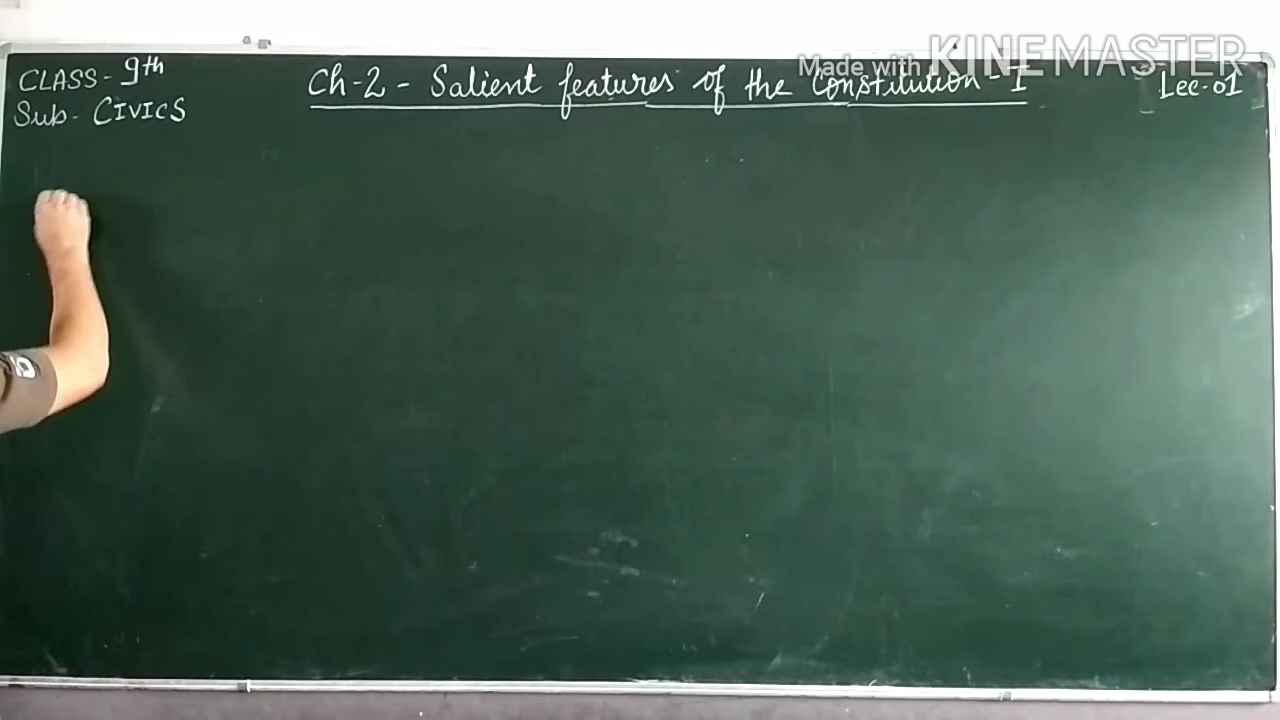 Made with KINEMASTER
CLASS - 9th
Ch-2 - Salient features of the Constitution - I
Lec-01
Sub- CIVICS